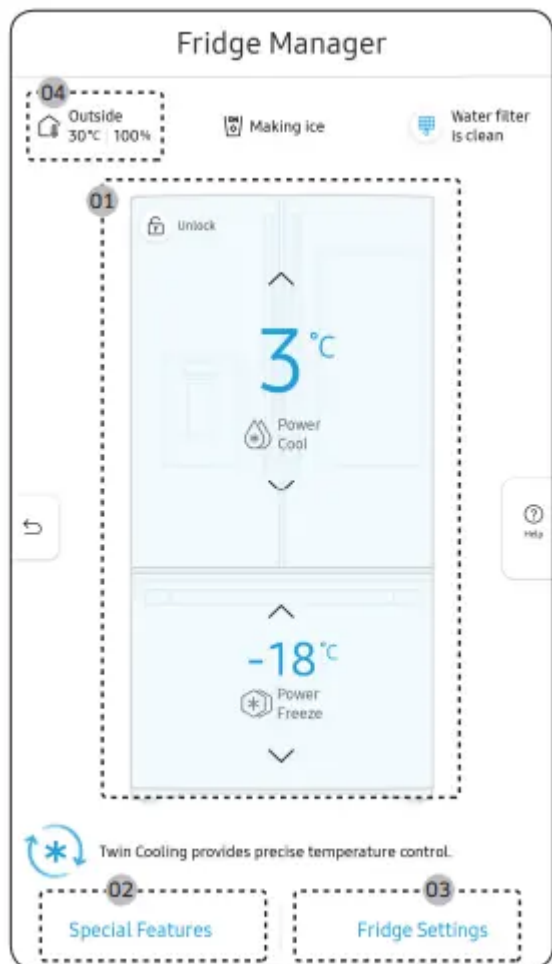 Fridge Manager
04
Outside
30°C | 100%
ON
Making ice
Water filter
is clean
01
Unlock
3 °C
Power
Cool
Help
-18 °C
Power
Freeze
Twin Cooling provides precise temperature control.
02
03
Special Features
Fridge Settings